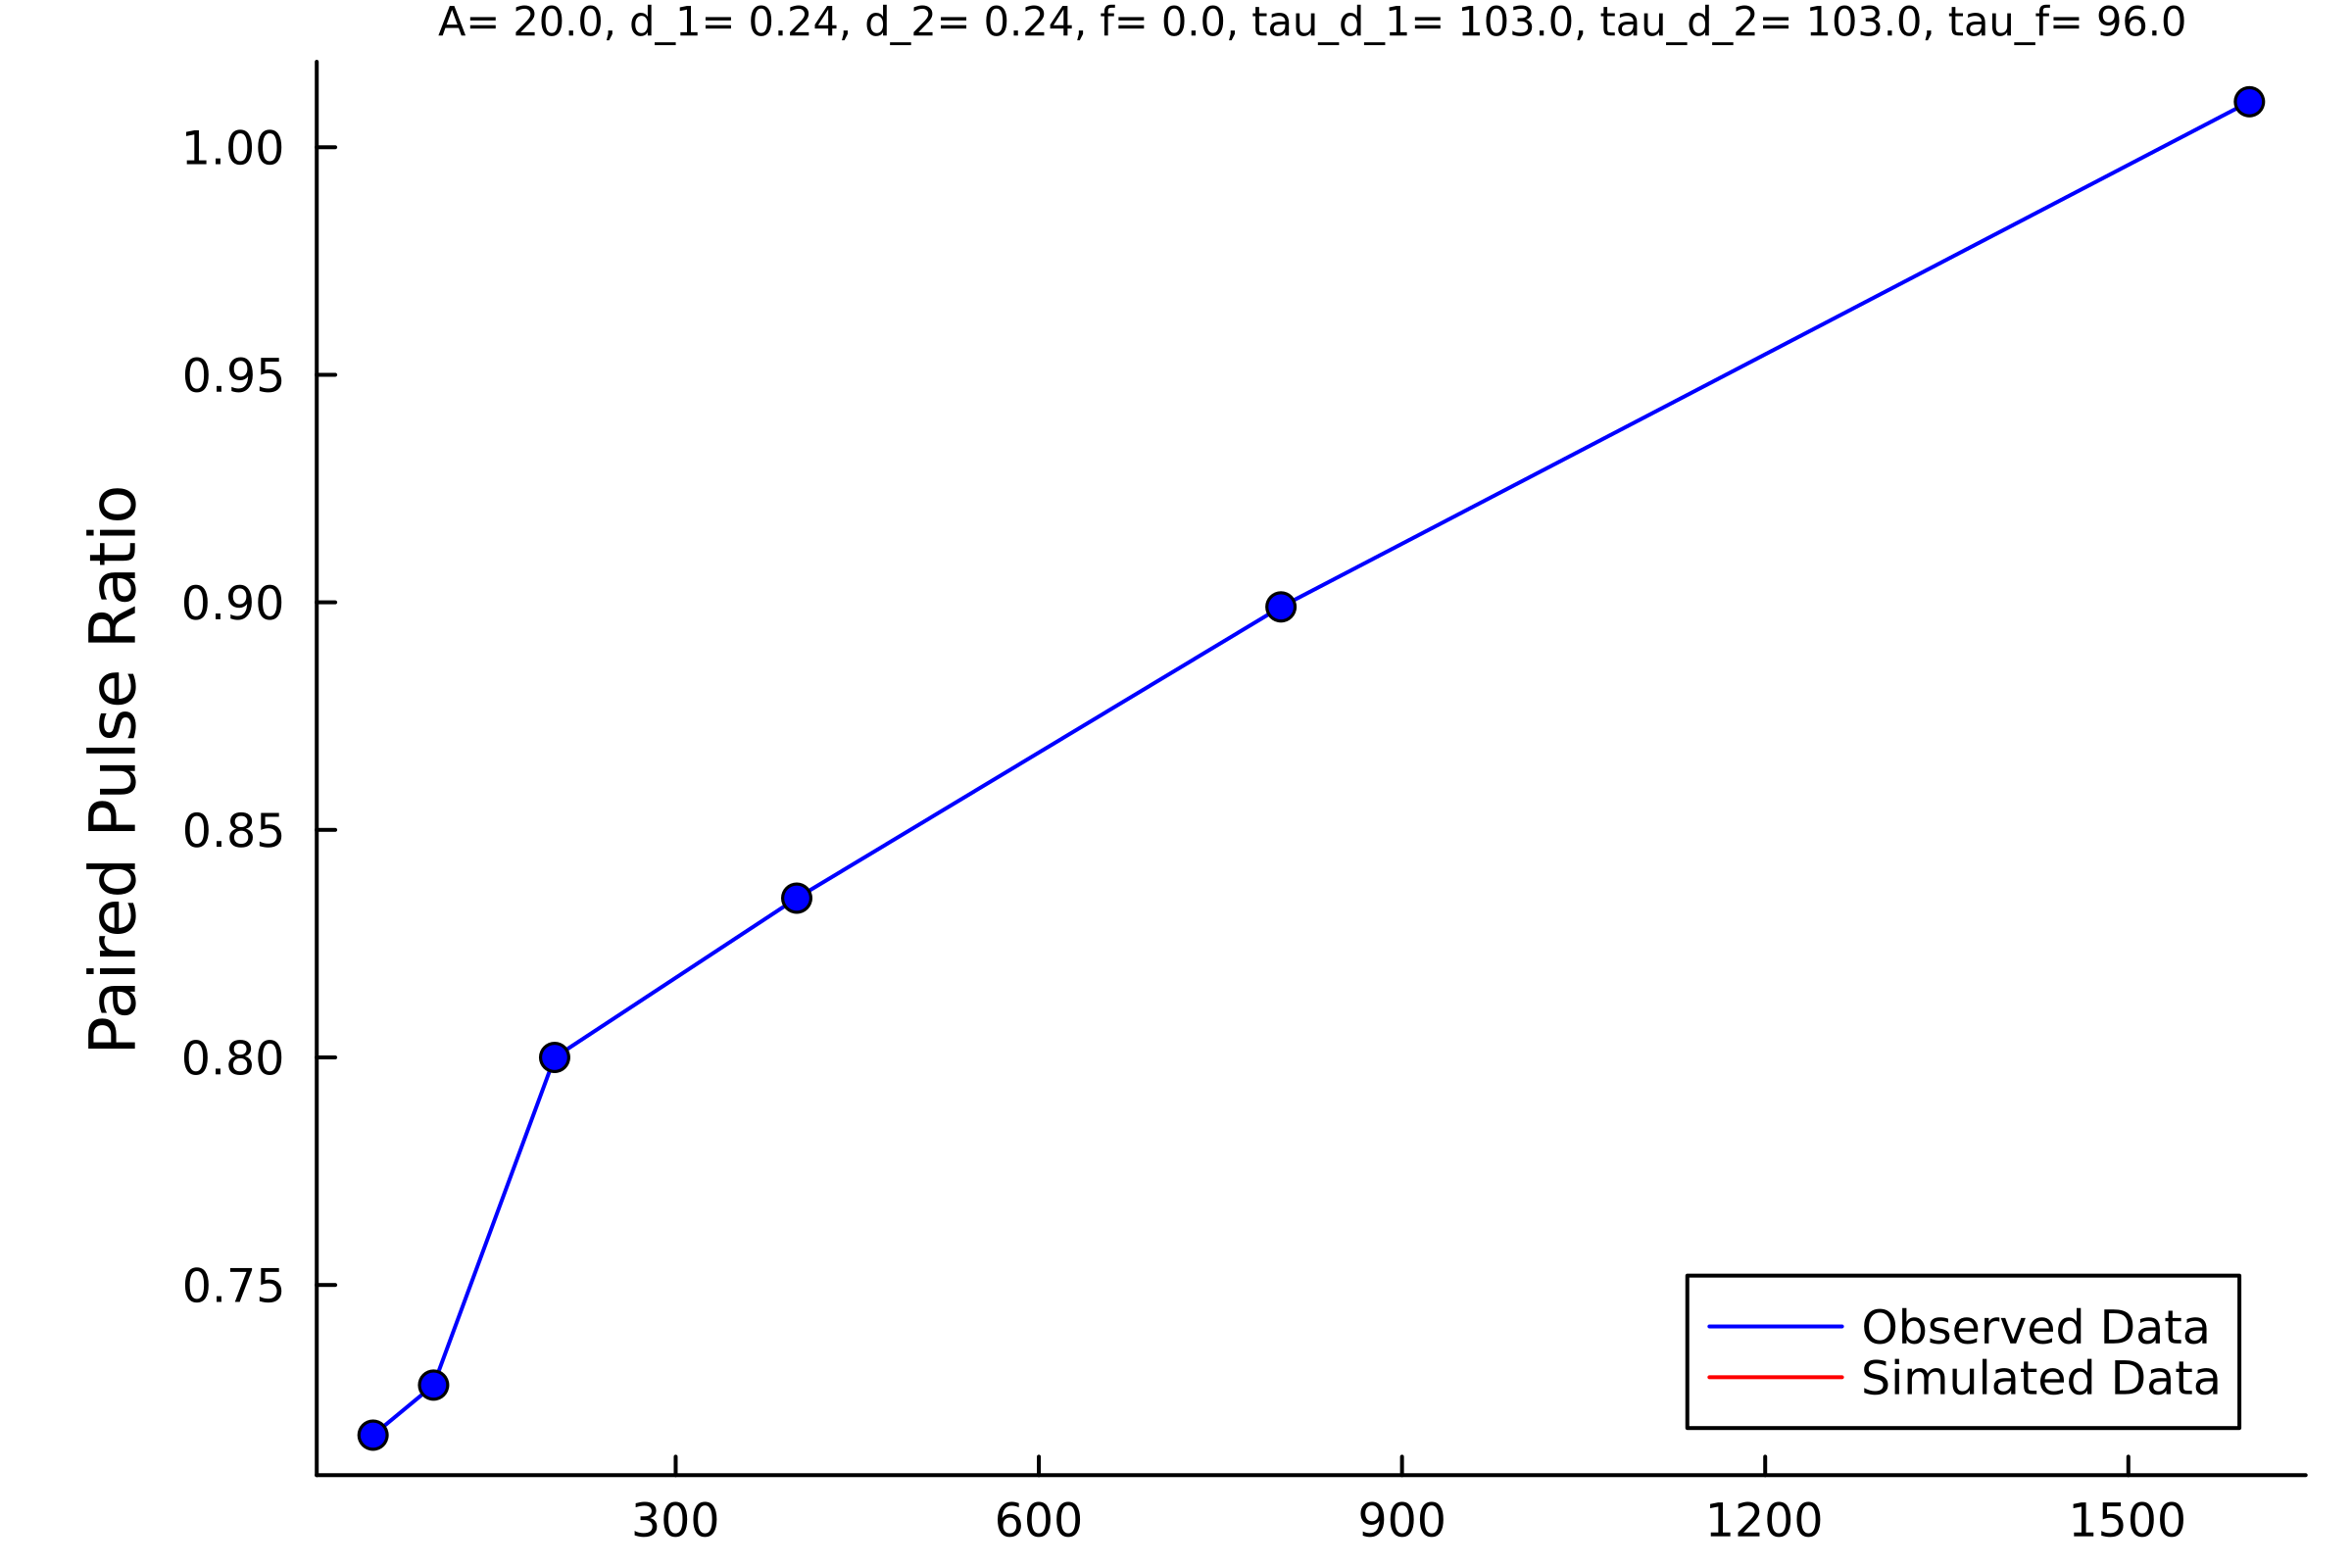 A= 20.0, d_1= 0.24, d_2= 0.24, f= 0.0, tau_d_1= 103.0, tau_d_2= 103.0, tau_f= 96.0
Paired Pulse Ratio
1.00
0.95
0.90
0.85
0.80
0.75
Observed Data
Simulated Data
300 600 900 1200 1500